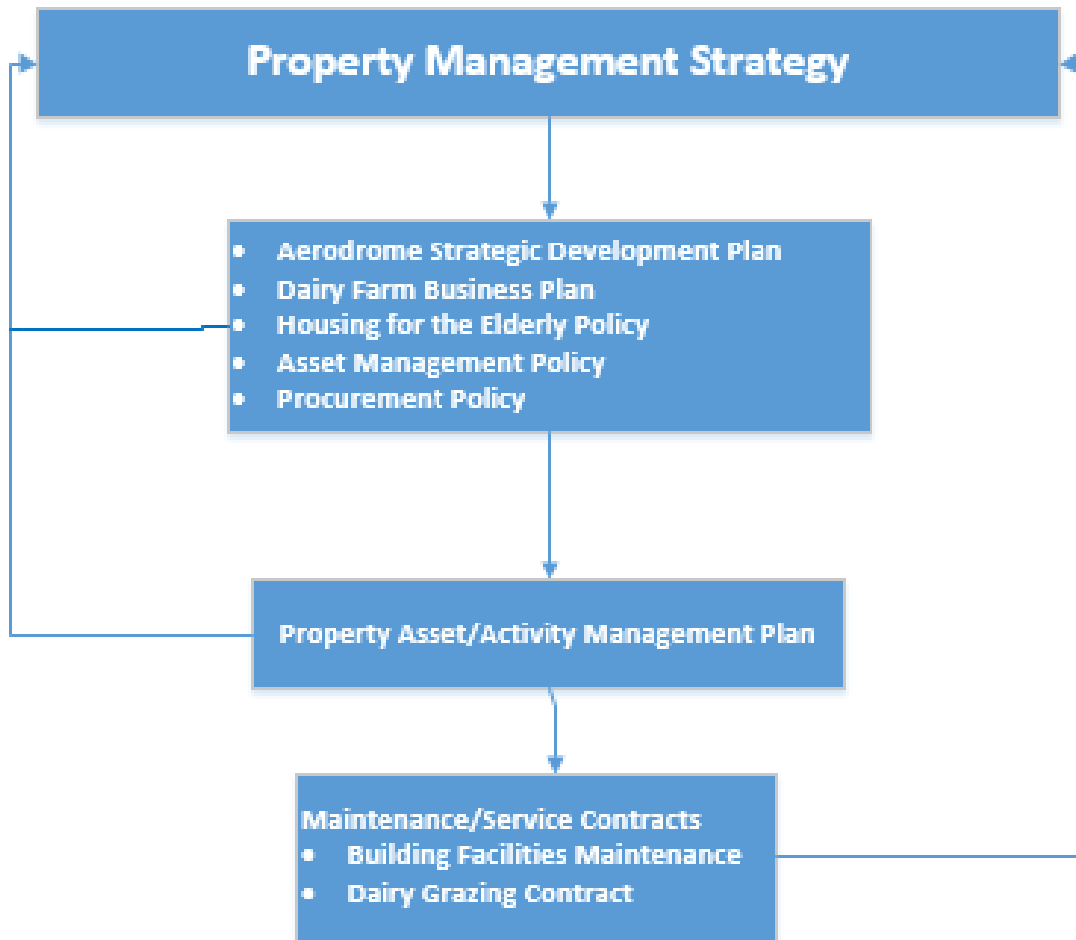 Property Management Strategy
• Aerodrome Strategic Development Plan
• Dairy Farm Business Plan
• Housing for the Elderly Policy
• Asset Management Policy
• Procurement Policy
Property Asset/Activity Management Plan
Maintenance/Service Contracts
• Building Facilities Maintenance
• Dairy Grazing Contract